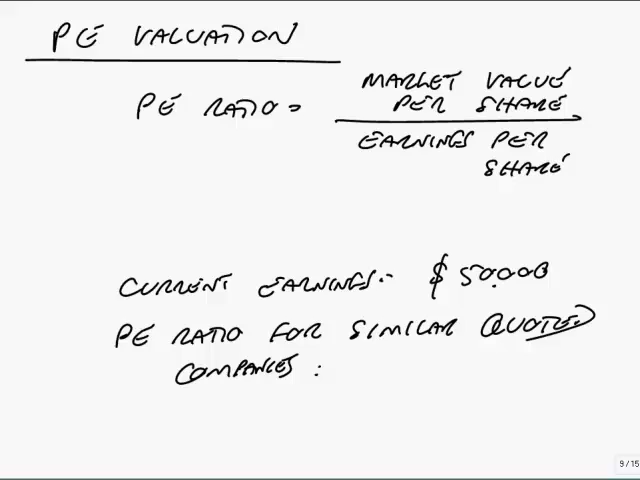 PE VALUATION
PE RATIO = MARKET VALUE
PER SHARE
EARNINGS PER
SHARE
CURRENT EARNINGS:- $ 50.000
PE RATIO FOR SIMILAR QUOTED
COMPANIES :
9 / 15